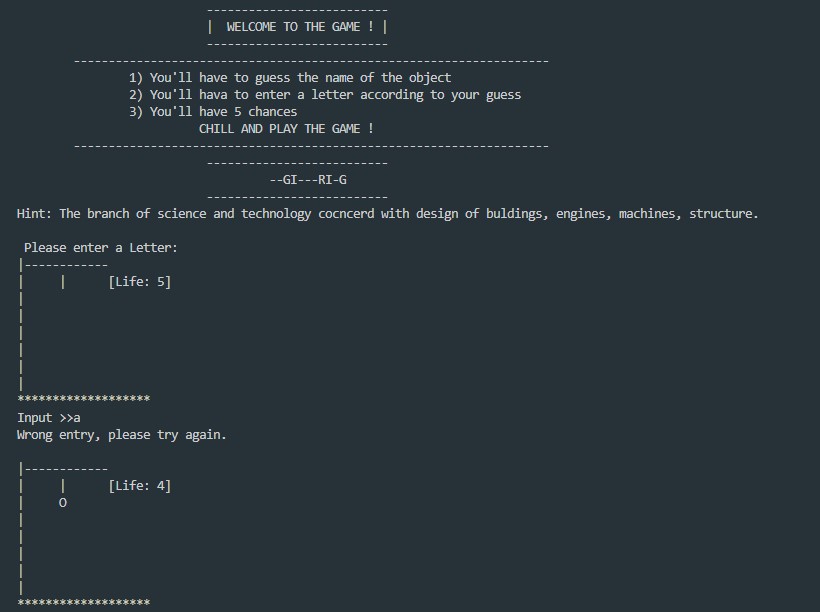 -------------------------- 
|  WELCOME TO THE GAME ! |
--------------------------
--------------------------------------------------------------------
1) You'll have to guess the name of the object
2) You'll hava to enter a letter according to your guess
3) You'll have 5 chances
CHILL AND PLAY THE GAME !
--------------------------------------------------------------------
--------------------------
--GI---RI-G
--------------------------
Hint: The branch of science and technology cocncerd with design of buldings, engines, machines, structure.
Please enter a Letter:
|------------
|     |      [Life: 5]
|
|
|
|
|
|
*******************
Input >>a
Wrong entry, please try again.
|------------
|     |      [Life: 4]
|     O
|
|
|
|
|
*******************